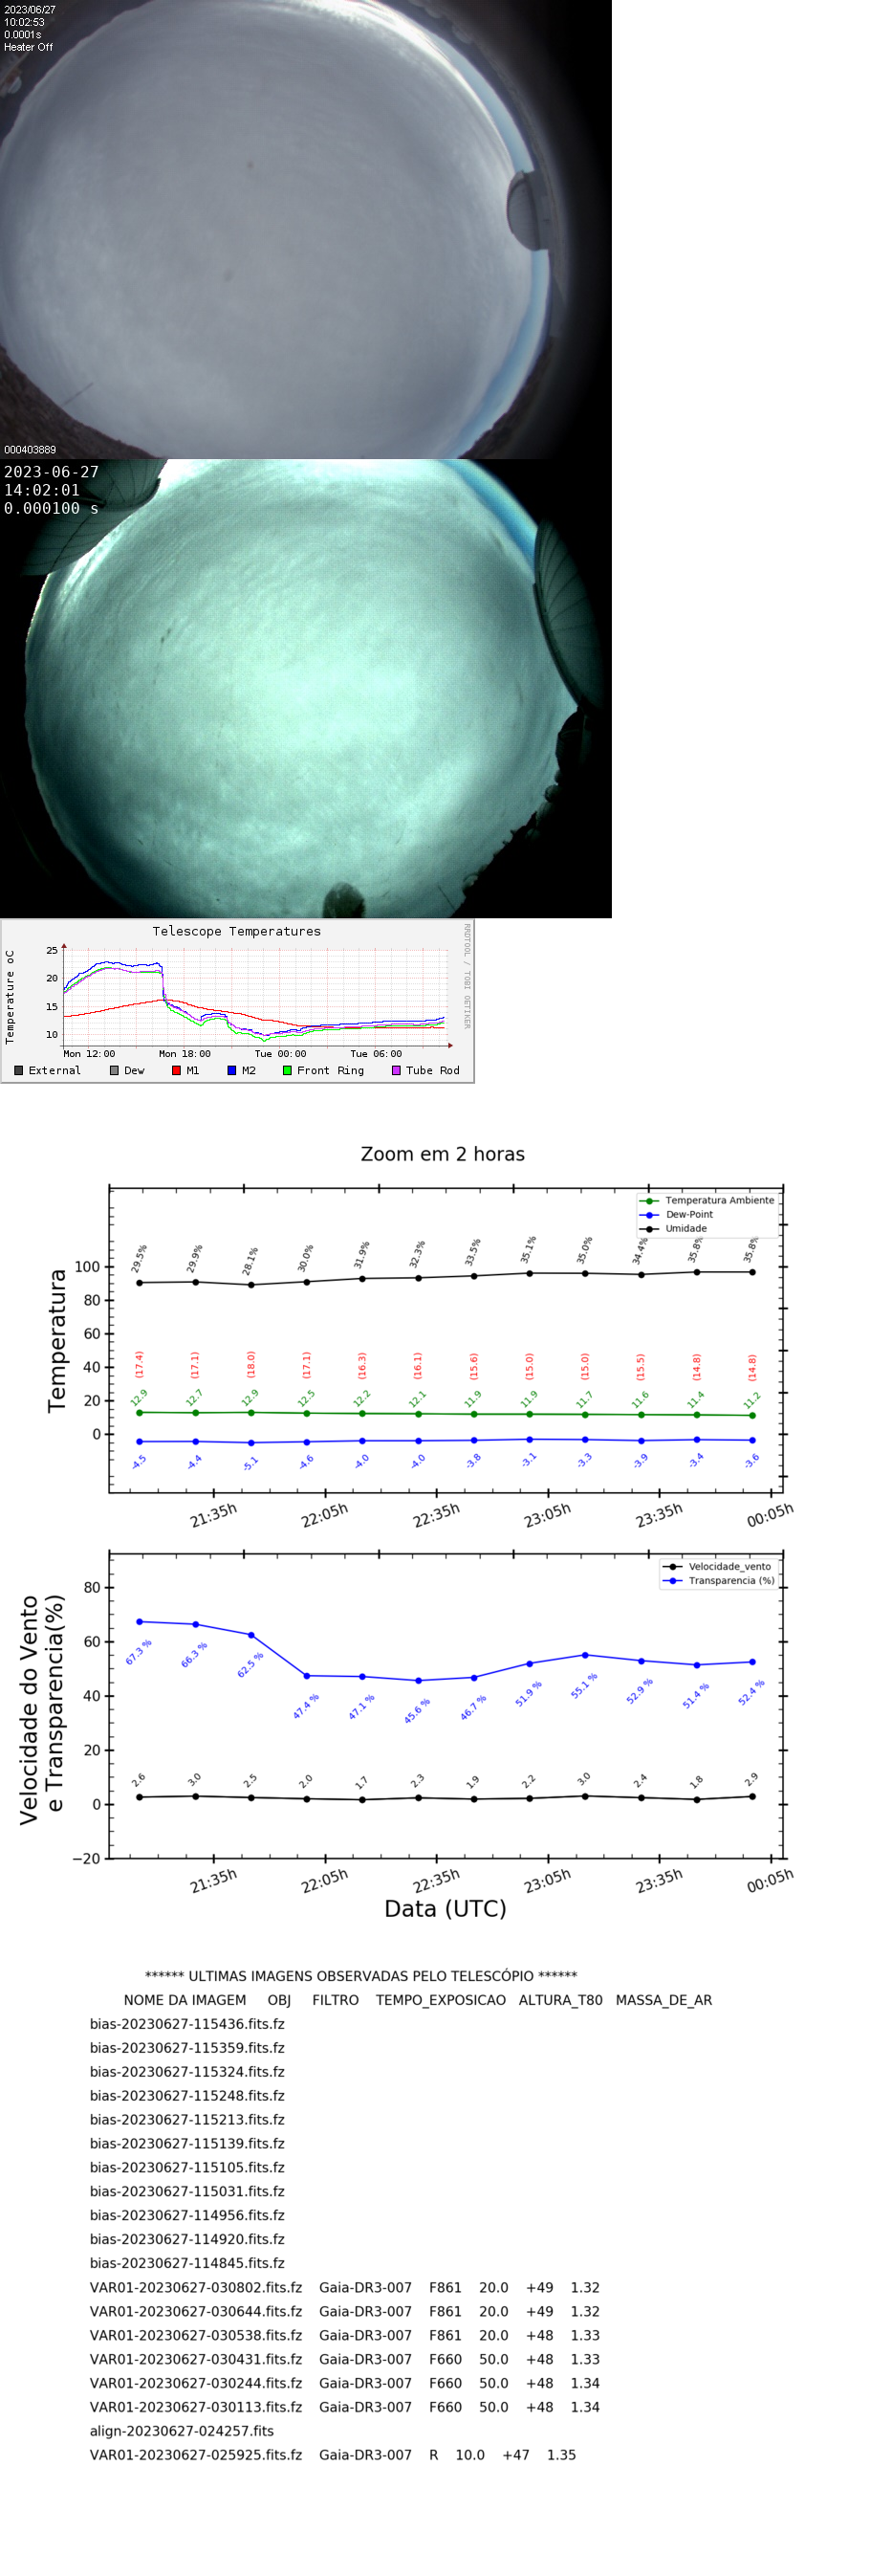 2023/06/27
10:02:53
0.0001s
Heater Off
000403889
2023-06-27
14:02:01
0.000100 s
Telescope Temperatures
RRDTOOL / TOBI OETIKER
Temperature oC
25
20
15
10
Mon 12:00 Mon 18:00 Tue 00:00 Tue 06:00
External Dew M1 M2 Front Ring Tube Rod
Zoom em 2 horas
Temperatura Ambiente
Dew-Point
Umidade
Temperatura
100
80
60
40
20
0
29.5% 29.9% 28.1% 30.0% 31.9% 32.3% 33.5% 35.1% 35.0% 34.4% 35.8% 35.8%
(17.4) (17.1) (18.0) (17.1) (16.3) (16.1) (15.6) (15.0) (15.0) (15.5) (14.8) (14.8)
12.9 12.7 12.9 12.5 12.2 12.1 11.9 11.9 11.7 11.6 11.4 11.2
-4.5 -4.4 -5.1 -4.6 -4.0 -4.0 -3.8 -3.1 -3.3 -3.9 -3.4 -3.6
21:35h 22:05h 22:35h 23:05h 23:35h 00:05h
Velocidade_vento
Transparencia (%)
Velocidade do Vento
e Transparencia(%)
80
60
40
20
0
−20
67.3 % 66.3 % 62.5 % 47.4 % 47.1 % 45.6 % 46.7 % 51.9 % 55.1 % 52.9 % 51.4 % 52.4 %
2.6 3.0 2.5 2.0 1.7 2.3 1.9 2.2 3.0 2.4 1.8 2.9
21:35h 22:05h 22:35h 23:05h 23:35h 00:05h
Data (UTC)
****** ULTIMAS IMAGENS OBSERVADAS PELO TELESCÓPIO ******
NOME DA IMAGEM OBJ FILTRO TEMPO_EXPOSICAO ALTURA_T80 MASSA_DE_AR
bias-20230627-115436.fits.fz
bias-20230627-115359.fits.fz
bias-20230627-115324.fits.fz
bias-20230627-115248.fits.fz
bias-20230627-115213.fits.fz
bias-20230627-115139.fits.fz
bias-20230627-115105.fits.fz
bias-20230627-115031.fits.fz
bias-20230627-114956.fits.fz
bias-20230627-114920.fits.fz
bias-20230627-114845.fits.fz
VAR01-20230627-030802.fits.fz Gaia-DR3-007 F861 20.0 +49 1.32
VAR01-20230627-030644.fits.fz Gaia-DR3-007 F861 20.0 +49 1.32
VAR01-20230627-030538.fits.fz Gaia-DR3-007 F861 20.0 +48 1.33
VAR01-20230627-030431.fits.fz Gaia-DR3-007 F660 50.0 +48 1.33
VAR01-20230627-030244.fits.fz Gaia-DR3-007 F660 50.0 +48 1.34
VAR01-20230627-030113.fits.fz Gaia-DR3-007 F660 50.0 +48 1.34
align-20230627-024257.fits
VAR01-20230627-025925.fits.fz Gaia-DR3-007 R 10.0 +47 1.35